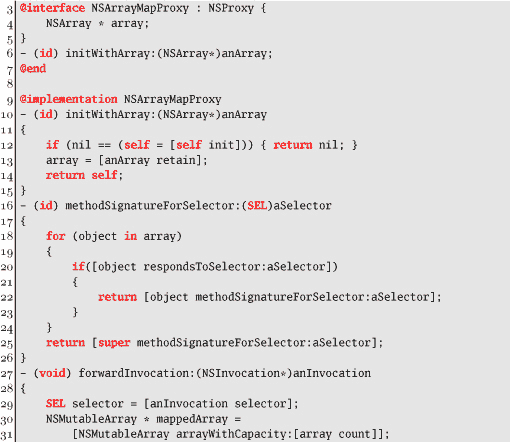 3 @interface NSArrayMapProxy : NSProxy {
4     NSArray * array;
5 }
6 - (id) initWithArray:(NSArray*)anArray;
7 @end
8
9 @implementation NSArrayMapProxy
10 - (id) initWithArray:(NSArray*)anArray
11 {
12     if (nil == (self = [self init])) { return nil; }
13     array = [anArray retain];
14     return self;
15 }
16 - (id) methodSignatureForSelector:(SEL)aSelector
17 {
18     for (object in array)
19     {
20         if([object respondsToSelector:aSelector])
21         {
22             return [object methodSignatureForSelector:aSelector];
23         }
24     }
25     return [super methodSignatureForSelector:aSelector];
26 }
27 - (void) forwardInvocation:(NSInvocation*)anInvocation
28 {
29     SEL selector = [anInvocation selector];
30     NSMutableArray * mappedArray =
31         [NSMutableArray arrayWithCapacity:[array count]];